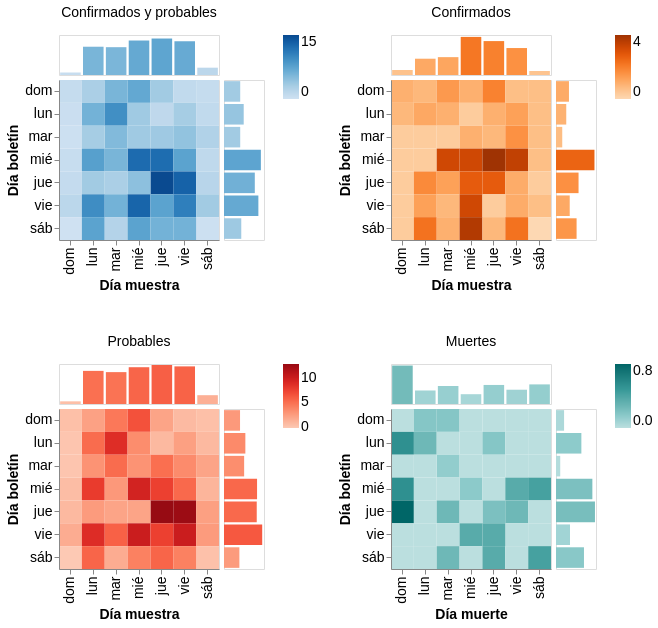 Confirmados y probables
15
0
Día boletín
dom
lun
mar
mié
jue
vie
sáb
dom
lun
mar
mié
jue
vie
sáb
Día muestra
Confirmados
4
0
Día boletín
dom
lun
mar
mié
jue
vie
sáb
dom
lun
mar
mié
jue
vie
sáb
Día muestra
Probables
10
5
0
Día boletín
dom
lun
mar
mié
jue
vie
sáb
dom
lun
mar
mié
jue
vie
sáb
Día muestra
Muertes
0.8
0.0
Día boletín
dom
lun
mar
mié
jue
vie
sáb
dom
lun
mar
mié
jue
vie
sáb
Día muerte